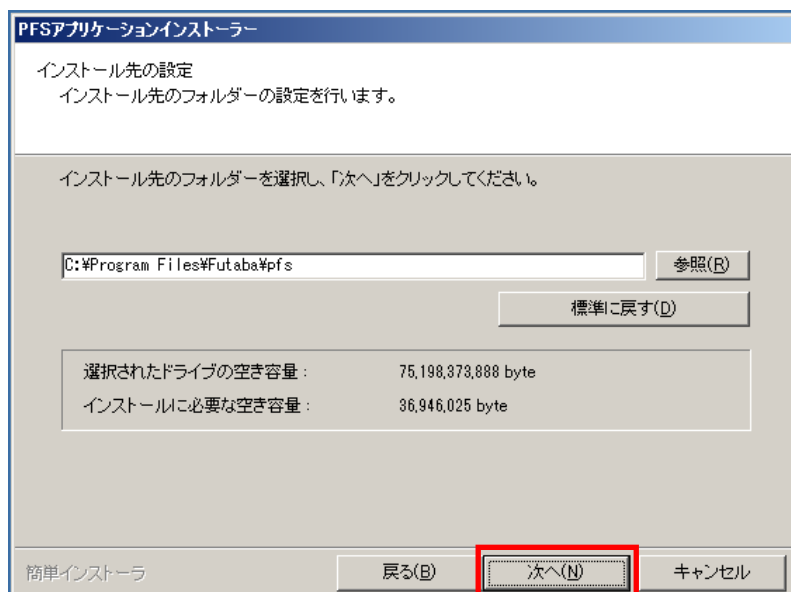 PFSアプリケーションインストーラー
インストール先の設定
インストール先のフォルダーの設定を行います。
インストール先のフォルダーを選択し、「次へ」をクリックしてください。
C:¥Program Files¥Futaba¥pfs
参照(R)
標準に戻す(D)
選択されたドライブの空き容量 : 75,198,373,888 byte
インストールに必要な空き容量 : 36,946,025 byte
簡単インストーラ 戻る(B) 次へ(N) キャンセル